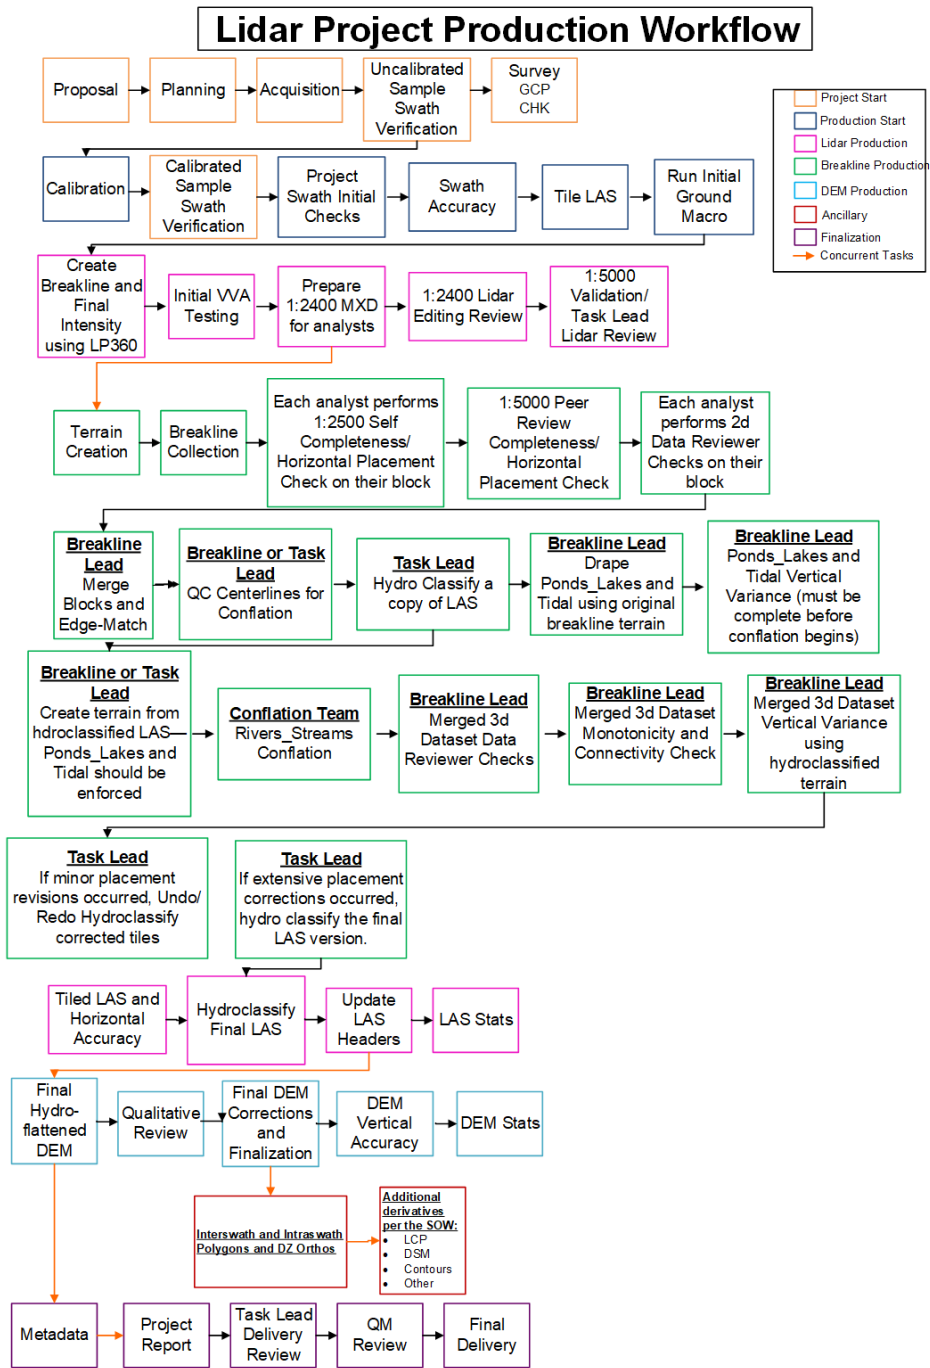 Lidar Project Production Workflow
Proposal
Planning
Acquisition
Uncalibrated
Sample
Swath
Verification
Survey
GCP
CHK
Project Start
Production Start
Lidar Production
Breakline Production
DEM Production
Ancillary
Finalization
Concurrent Tasks
Calibration
Calibrated
Sample
Swath
Verification
Project
Swath Initial
Checks
Swath
Accuracy
Tile LAS
Run Initial
Ground
Macro
Create
Breakline and
Final
Intensity
using LP360
Initial VVA
Testing
Prepare
1:2400 MXD
for analysts
1:2400 Lidar
Editing Review
1:5000
Validation/
Task Lead
Lidar Review
Terrain
Creation
Breakline
Collection
Each analyst performs
1:2500 Self
Completeness/
Horizontal Placement
Check on their block
1:5000 Peer
Review
Completeness/
Horizontal
Placement Check
Each analyst
performs 2d
Data Reviewer
Checks on their
block
Breakline
Lead
Merge
Blocks and
Edge-Match
Breakline or Task
Lead
QC Centerlines for
Conflation
Task Lead
Hydro Classify a
copy of LAS
Breakline Lead
Drape
Ponds_Lakes and
Tidal using original
breakline terrain
Breakline Lead
Ponds_Lakes and
Tidal Vertical
Variance (must be
complete before
conflation begins)
Breakline or Task
Lead
Create terrain from
hdroclassified LAS—
Ponds_Lakes and
Tidal should be
enforced
Conflation Team
Rivers_Streams
Conflation
Breakline Lead
Merged 3d
Dataset Data
Reviewer Checks
Breakline Lead
Merged 3d Dataset
Monotonicity and
Connectivity Check
Breakline Lead
Merged 3d Dataset
Vertical Variance
using
hydroclassified
terrain
Task Lead
If minor placement
revisions occurred, Undo/
Redo Hydroclassify
corrected tiles
Task Lead
If extensive placement
corrections occurred,
hydro classify the final
LAS version.
Tiled LAS and
Horizontal
Accuracy
Hydroclassify
Final LAS
Update
LAS
Headers
LAS Stats
Final
Hydro-
flattened
DEM
Qualitative
Review
Final DEM
Corrections
and
Finalization
DEM
Vertical
Accuracy
DEM Stats
Interswath and Intraswath
Polygons and DZ Orthos
Additional
derivatives
per the SOW:
• LCP
• DSM
• Contours
• Other
Metadata
Project
Report
Task Lead
Delivery
Review
QM
Review
Final
Delivery